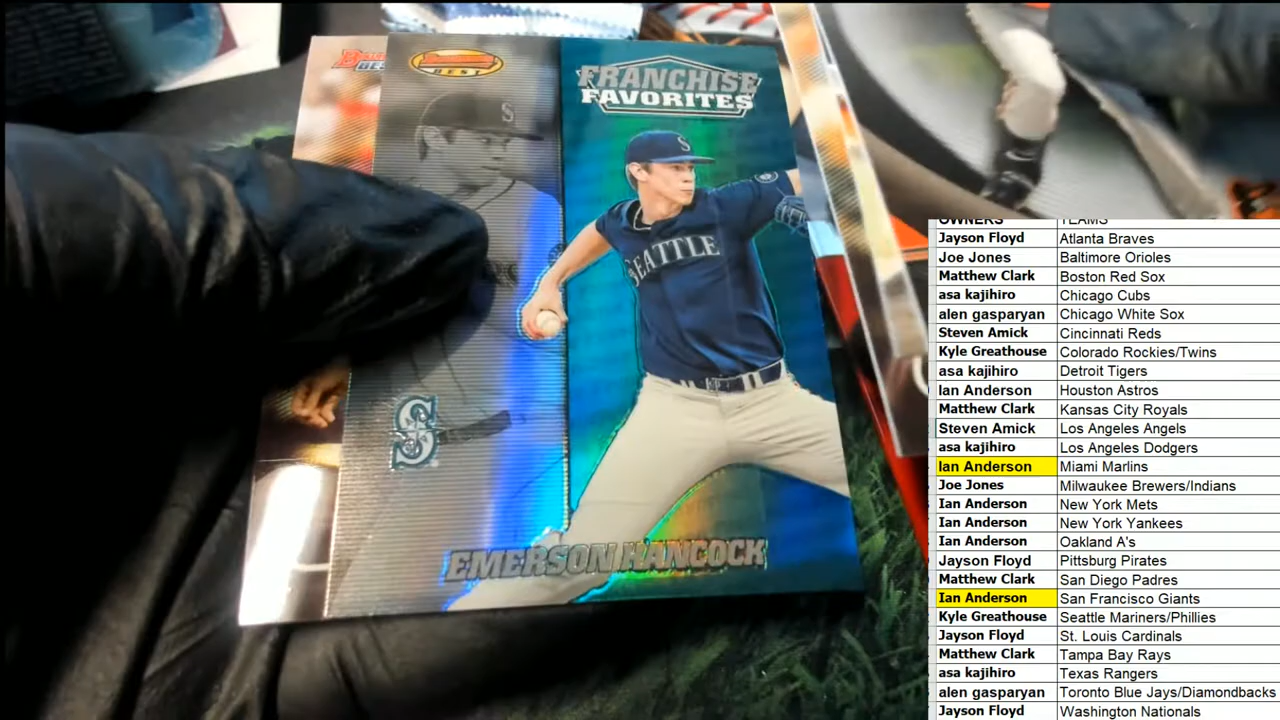 BEST
FRANCHISE
FAVORITES
S
S
SEATTLE
S
EMERSON HANCOCK
OWNERS TEAMS
Jayson Floyd Atlanta Braves
Joe Jones Baltimore Orioles
Matthew Clark Boston Red Sox
asa kajihiro Chicago Cubs
alen gasparyan Chicago White Sox
Steven Amick Cincinnati Reds
Kyle Greathouse Colorado Rockies/Twins
asa kajihiro Detroit Tigers
Ian Anderson Houston Astros
Matthew Clark Kansas City Royals
Steven Amick Los Angeles Angels
asa kajihiro Los Angeles Dodgers
Ian Anderson Miami Marlins
Joe Jones Milwaukee Brewers/Indians
Ian Anderson New York Mets
Ian Anderson New York Yankees
Ian Anderson Oakland A's
Jayson Floyd Pittsburg Pirates
Matthew Clark San Diego Padres
Ian Anderson San Francisco Giants
Kyle Greathouse Seattle Mariners/Phillies
Jayson Floyd St. Louis Cardinals
Matthew Clark Tampa Bay Rays
asa kajihiro Texas Rangers
alen gasparyan Toronto Blue Jays/Diamondbacks
Jayson Floyd Washington Nationals